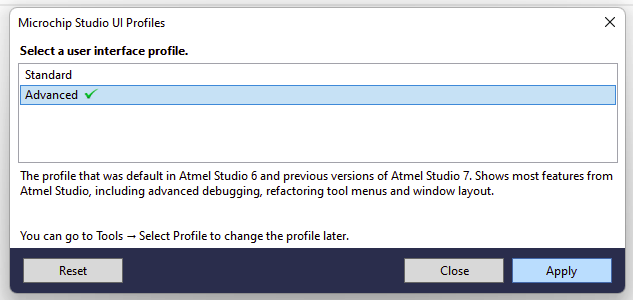 Microchip Studio UI Profiles
Select a user interface profile.
Standard
Advanced
The profile that was default in Atmel Studio 6 and previous versions of Atmel Studio 7. Shows most features from
Atmel Studio, including advanced debugging, refactoring tool menus and window layout.
You can go to Tools → Select Profile to change the profile later.
Reset
Close
Apply